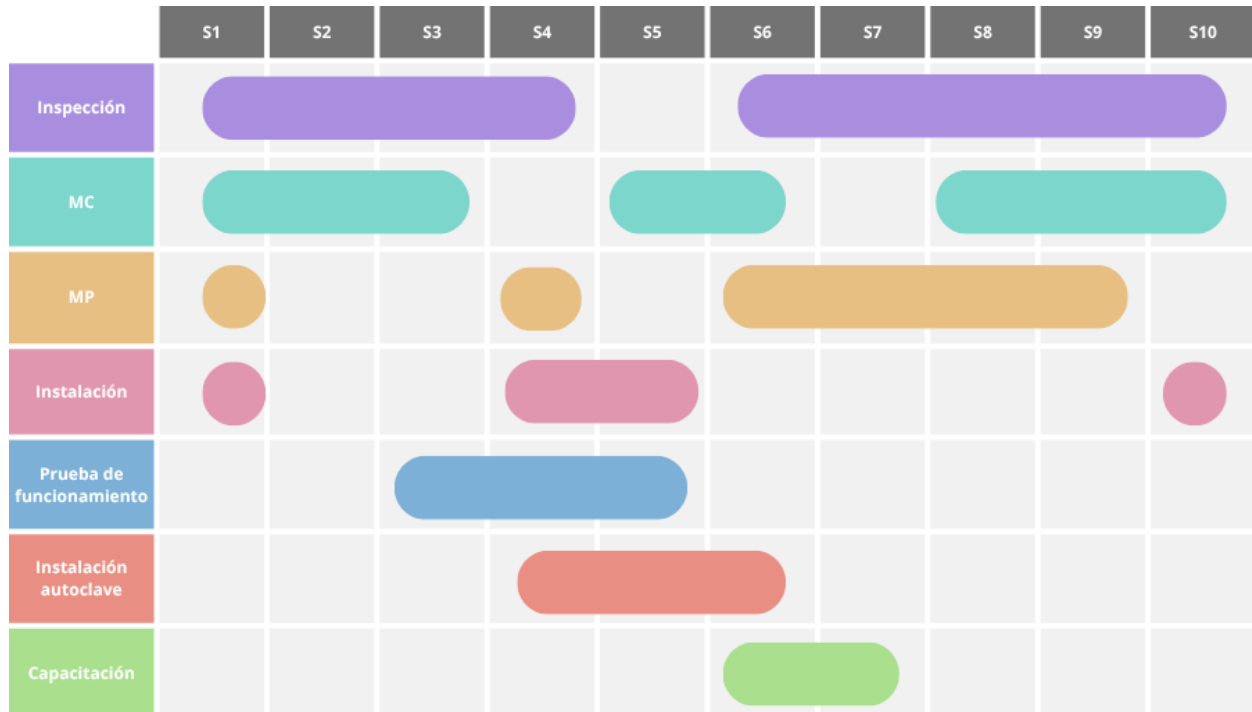 S1 S2 S3 S4 S5 S6 S7 S8 S9 S10
Inspección
MC
MP
Instalación
Prueba de
funcionamiento
Instalación
autoclave
Capacitación